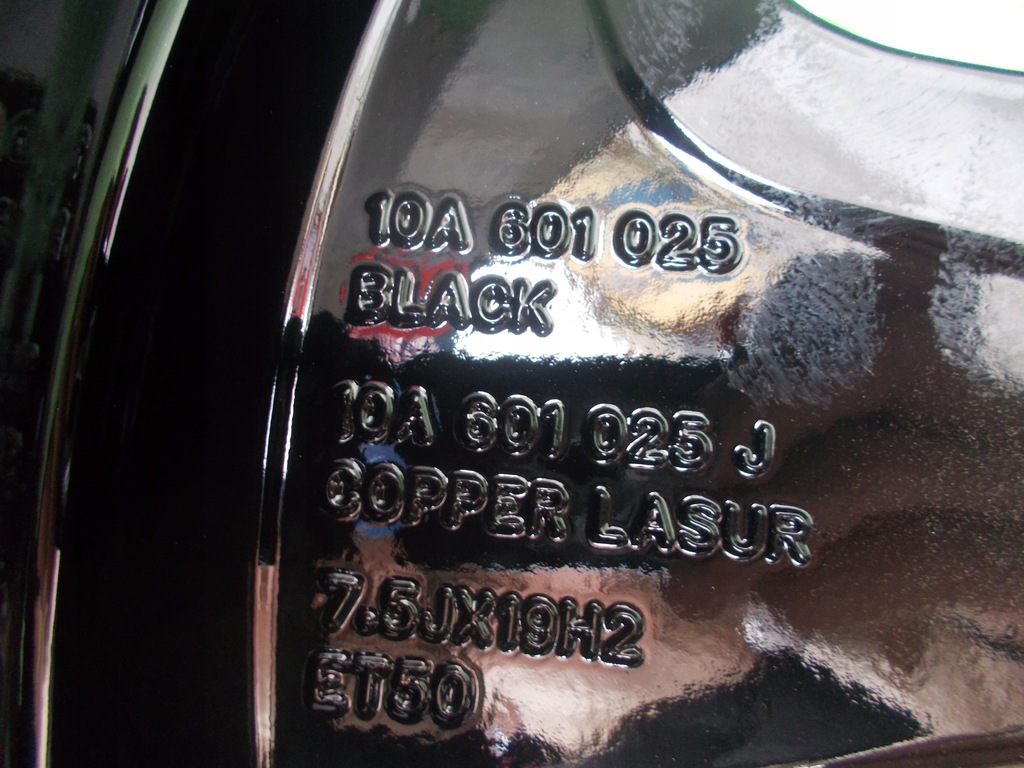 10A 601 025
BLACK
10A 601 025 J
COPPER LASUR
7.5JX19H2
ET50